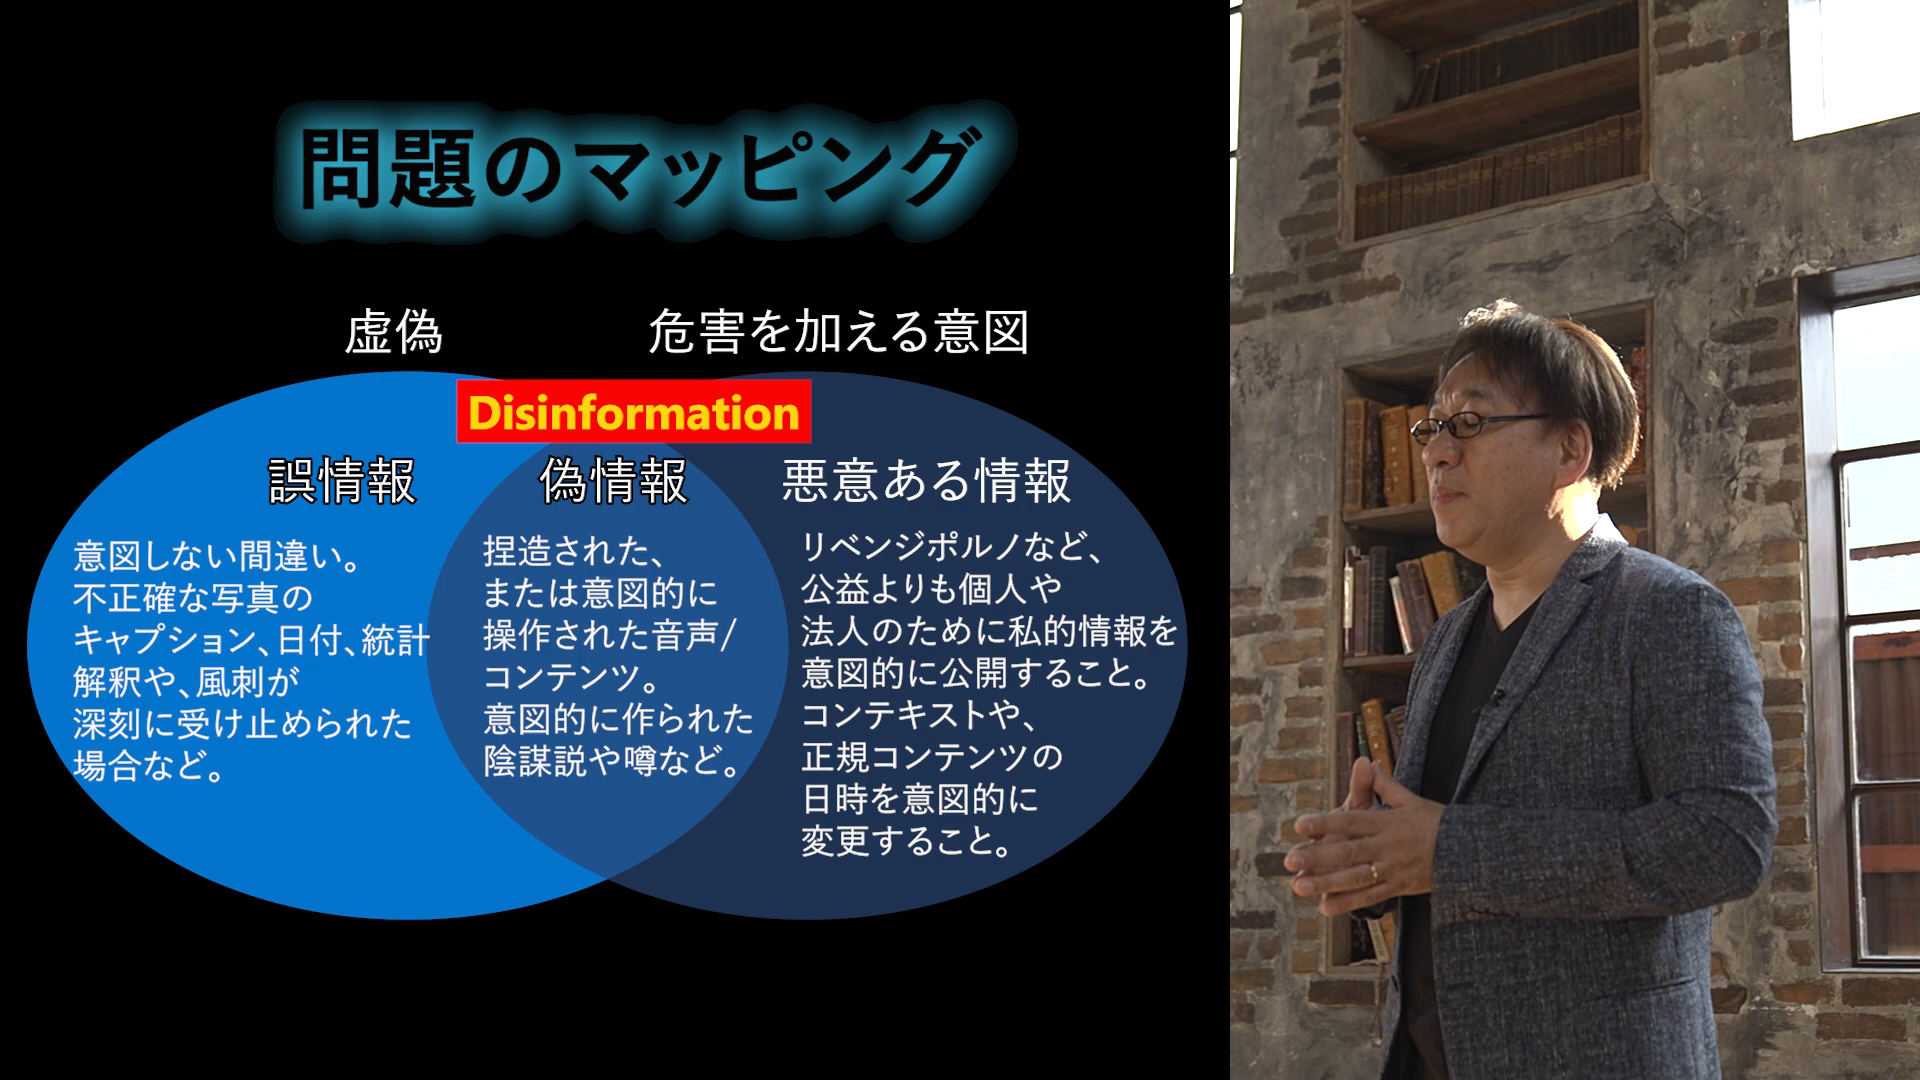 問題のマッピング
虚偽
危害を加える意図
Disinformation
誤情報
意図しない間違い。
不正確な写真の
キャプション、日付、統計
解釈や、風刺が
深刻に受け止められた
場合など。
偽情報
捏造された、
または意図的に
操作された音声/
コンテンツ。
意図的に作られた
陰謀説や噂など。
悪意ある情報
リベンジポルノなど、
公益よりも個人や
法人のために私的情報を
意図的に公開すること。
コンテキストや、
正規コンテンツの
日時を意図的に
変更すること。